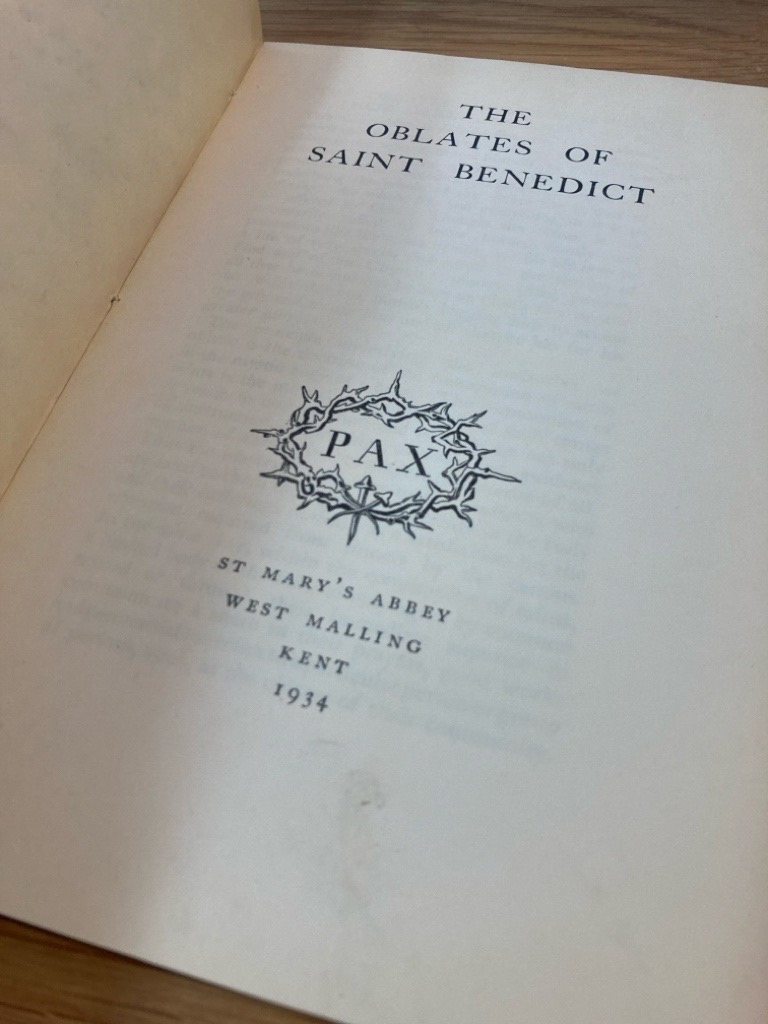 THE
OBLATES OF
SAINT BENEDICT
PAX
ST MARY'S ABBEY
WEST MALLING
KENT
1934